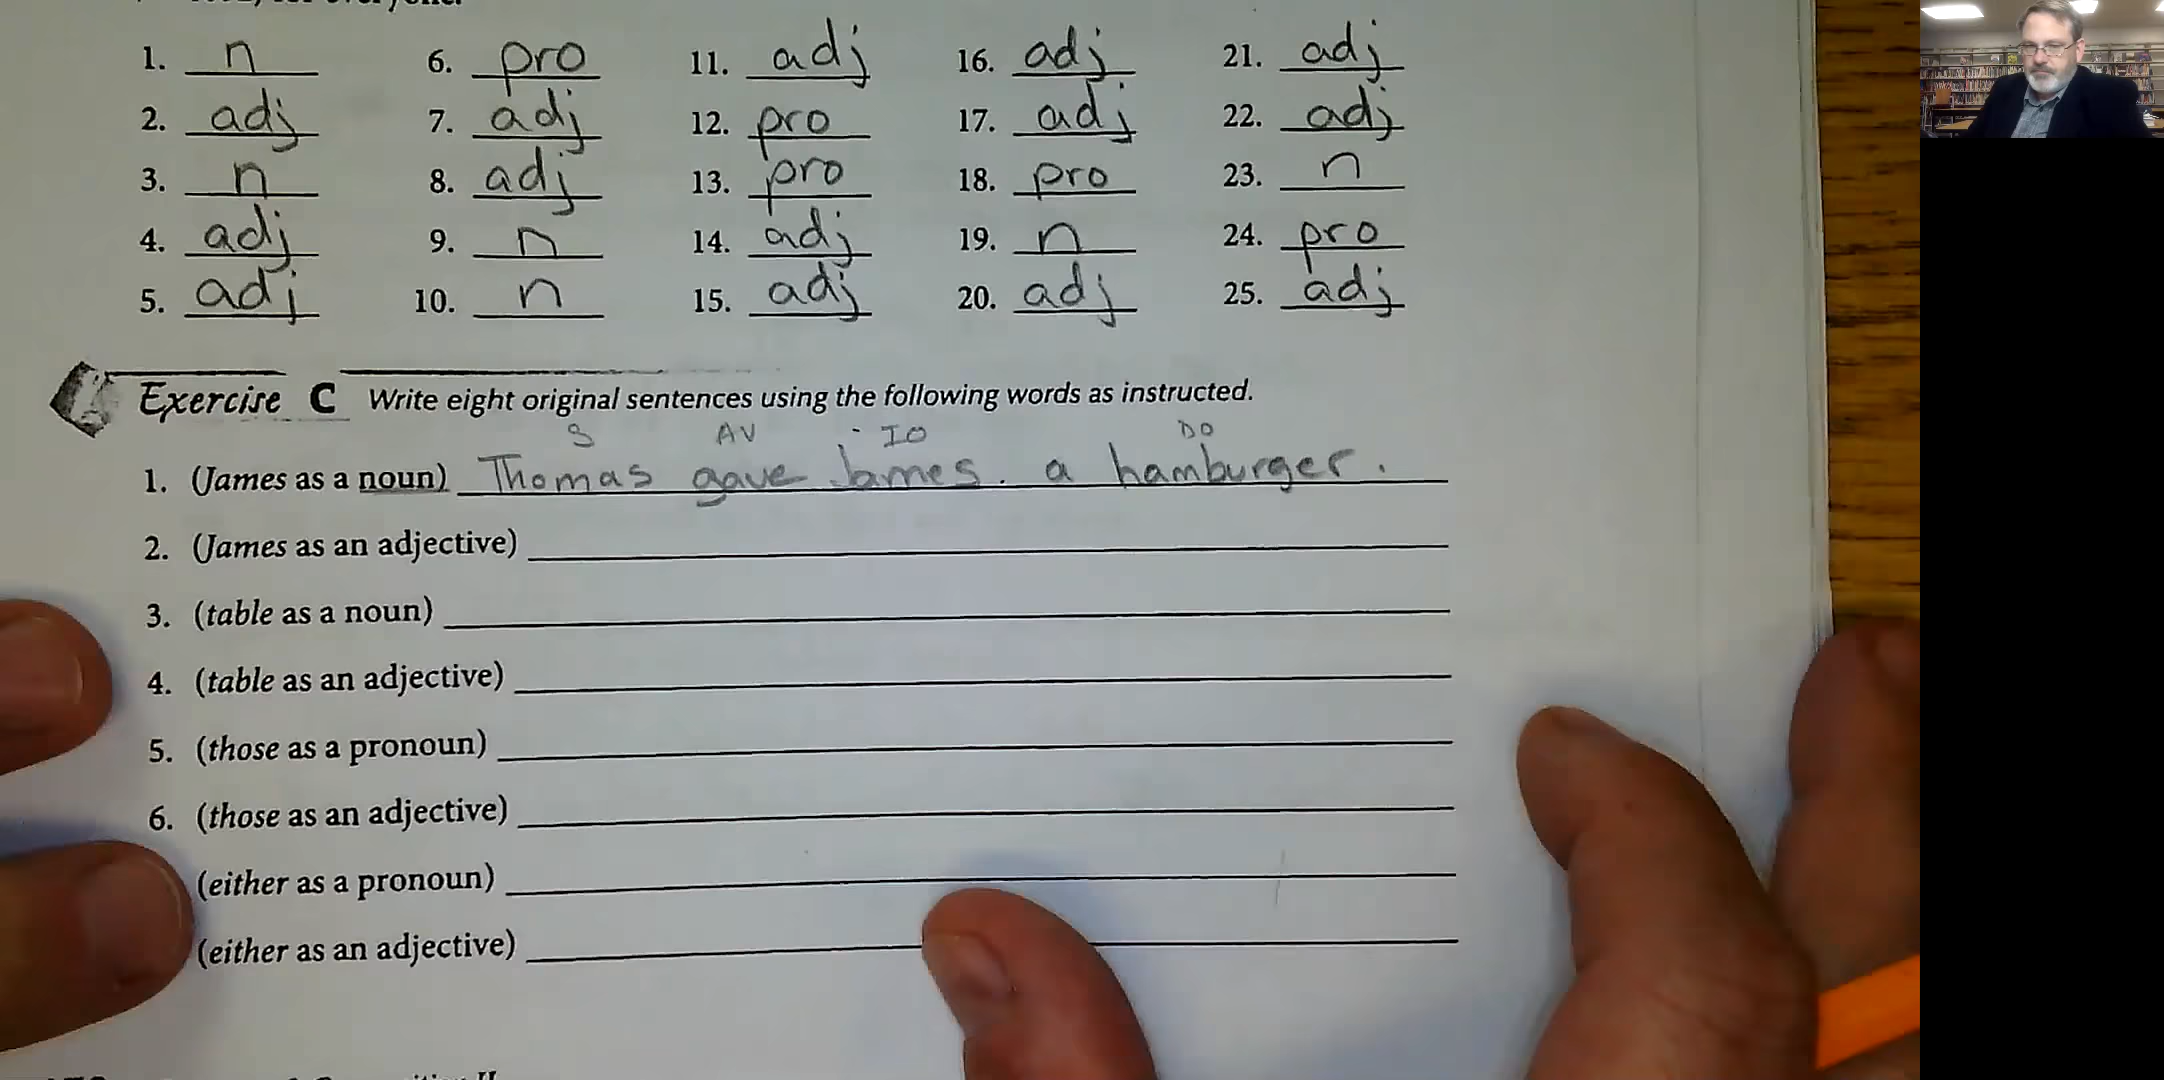 1. n 6. pro 11. adj 16. adj 21. adj
2. adj 7. adj 12. pro 17. adj 22. adj
3. n 8. adj 13. pro 18. pro 23. n
4. adj 9. n 14. adj 19. n 24. pro
5. adj 10. n 15. adj 20. adj 25. adj
Exercise C Write eight original sentences using the following words as instructed.
S AV IO DO
1. (James as a noun) Thomas gave James a hamburger.
2. (James as an adjective)
3. (table as a noun)
4. (table as an adjective)
5. (those as a pronoun)
6. (those as an adjective)
(either as a pronoun)
(either as an adjective)